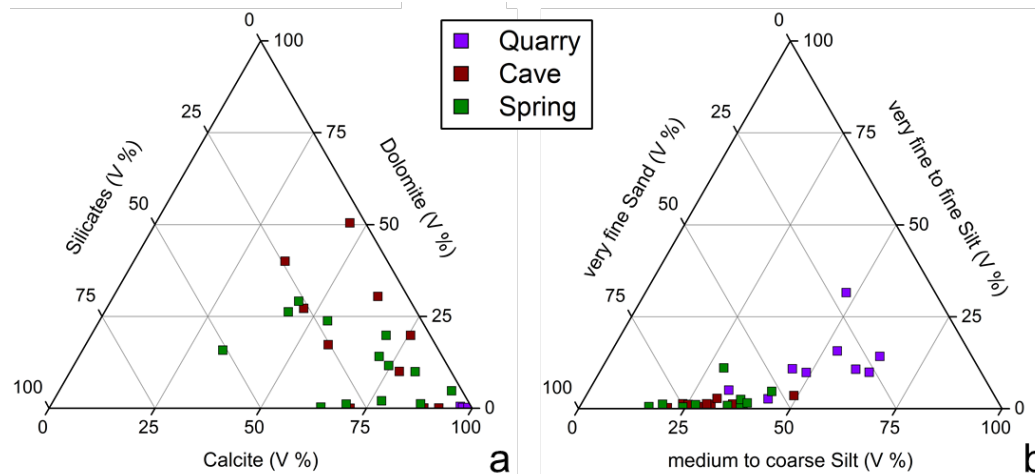 0
100
25
75
50
50
75
25
100
0
0
25
50
75
100
Silicates (V %)
Dolomite (V %)
Calcite (V %)
a
Quarry
Cave
Spring
0
100
25
75
50
50
75
25
100
0
0
25
50
75
100
very fine Sand (V %)
very fine to fine Silt (V %)
medium to coarse Silt (V %)
b